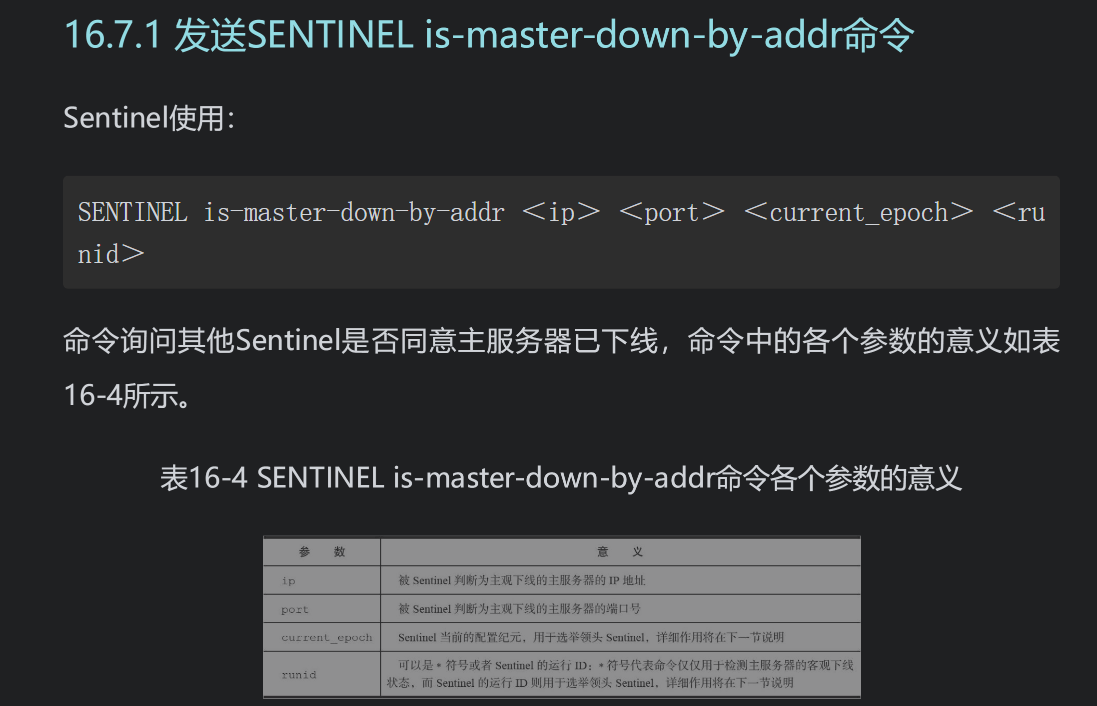 16.7.1 发送SENTINEL is-master-down-by-addr命令
Sentinel使用：
SENTINEL is-master-down-by-addr ＜ip＞ ＜port＞ ＜current_epoch＞ ＜ru
nid＞
命令询问其他Sentinel是否同意主服务器已下线，命令中的各个参数的意义如表
16-4所示。
表16-4 SENTINEL is-master-down-by-addr命令各个参数的意义
参 数 意 义
ip 被 Sentinel 判断为主观下线的主服务器的 IP 地址
port 被 Sentinel 判断为主观下线的主服务器的端口号
current_epoch Sentinel 当前的配置纪元，用于选举领头 Sentinel，详细作用将在下一节说明
runid 可以是 * 符号或者 Sentinel 的运行 ID：* 符号代表命令仅仅用于检测主服务器的客观下线
状态，而 Sentinel 的运行 ID 则用于选举领头 Sentinel，详细作用将在下一节说明